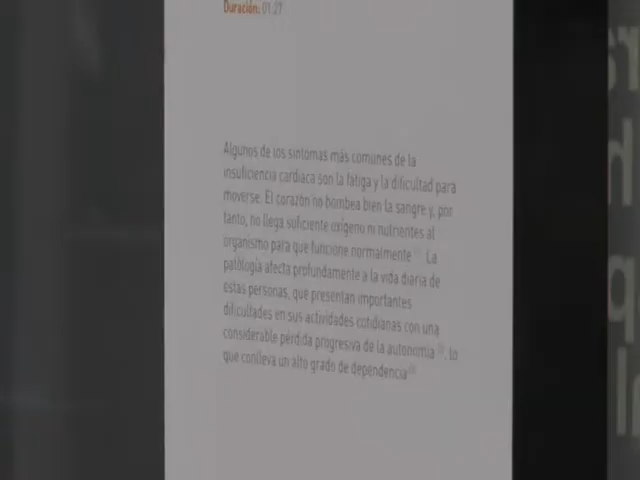 Duración: 01:27
Algunos de los síntomas más comunes de la
insuficiencia cardiaca son la fatiga y la dificultad para
moverse. El corazón no bombea bien la sangre y, por
tanto, no llega suficiente oxígeno ni nutrientes al
organismo para que funcione normalmente La
patología afecta profundamente a la vida diaria de
estas personas, que presentan importantes
dificultades en sus actividades cotidianas con una
considerable pérdida progresiva de la autonomía , lo
que conlleva un alto grado de dependencia